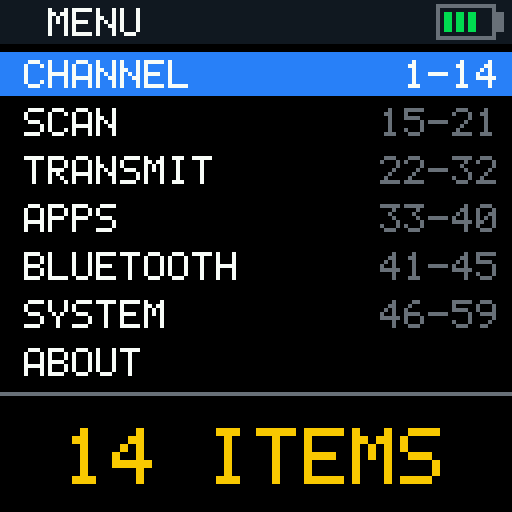 MENU
CHANNEL 1-14
SCAN 15-21
TRANSMIT 22-32
APPS 33-40
BLUETOOTH 41-45
SYSTEM 46-59
ABOUT
14 ITEMS